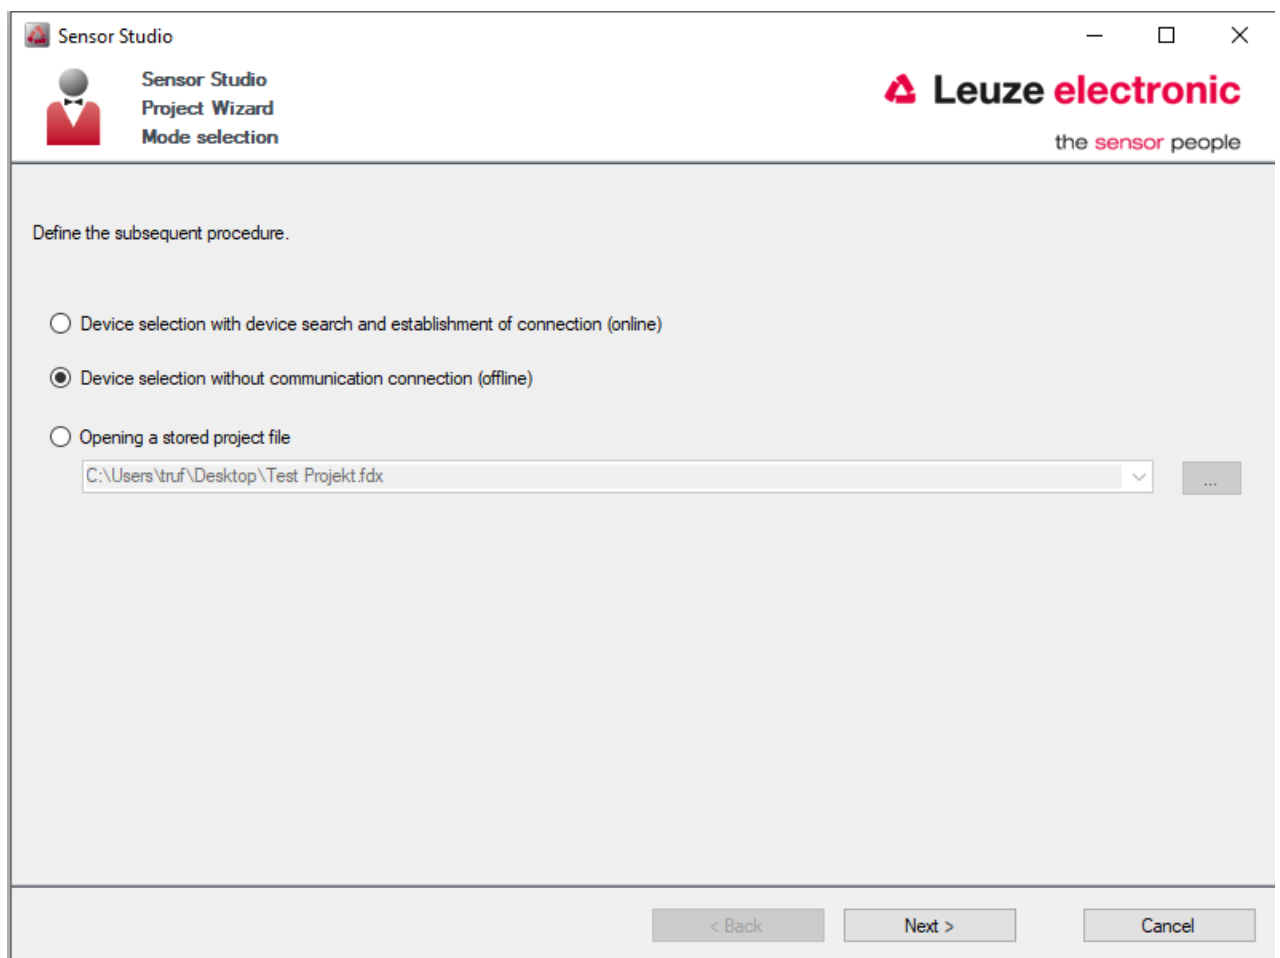 Sensor Studio
Sensor Studio
Project Wizard
Mode selection
Leuze electronic
the sensor people
Define the subsequent procedure.
Device selection with device search and establishment of connection (online)
Device selection without communication connection (offline)
Opening a stored project file
C:\Users\truf\Desktop\Test Projekt.fdx
...
< Back
Next >
Cancel